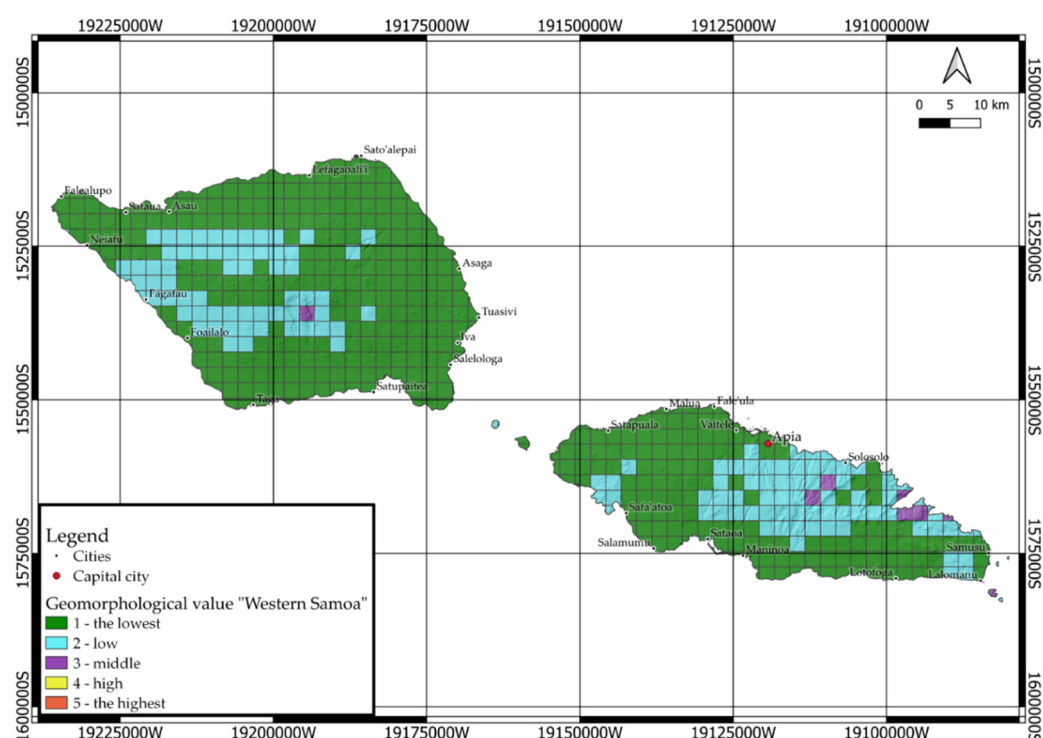 19225000W 19200000W 19175000W 19150000W 19125000W 19100000W
1500000S
1500000S
0 5 10 km
Sato'alepai
Lefagaoali'i
Falealupo
Sataua
Asau
Neiafu
1525000S
1525000S
Asaga
Fagafau
Tuasivi
Foailalo
Iva
Salelologa
Satupaitea
Taga
1550000S
1550000S
Malua
Fale'ula
Satapuala
Vaitele
Apia
Solosolo
Safa'atoa
Sataoa
Salamumu
Maninoa
Samusu
Lotofoga
Lalomanu
1575000S
1575000S
Legend
Cities
Capital city
Geomorphological value "Western Samoa"
1 - the lowest
2 - low
3 - middle
4 - high
5 - the highest
1600000S
1600000S
19225000W 19200000W 19175000W 19150000W 19125000W 19100000W